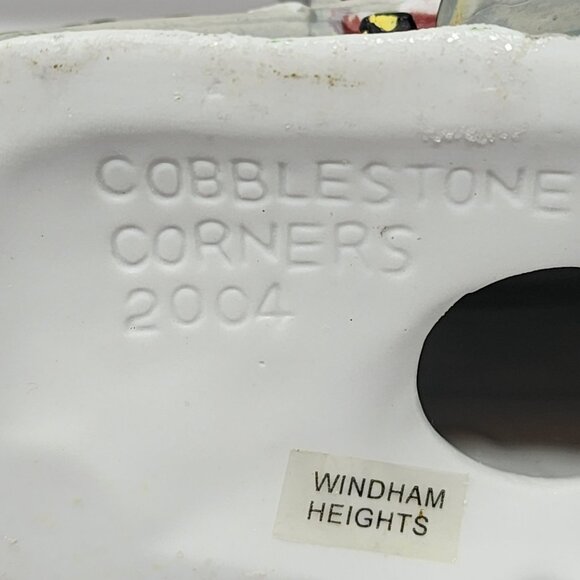 COBBLESTONE
CORNERS
2004
WINDHAM
HEIGHTS